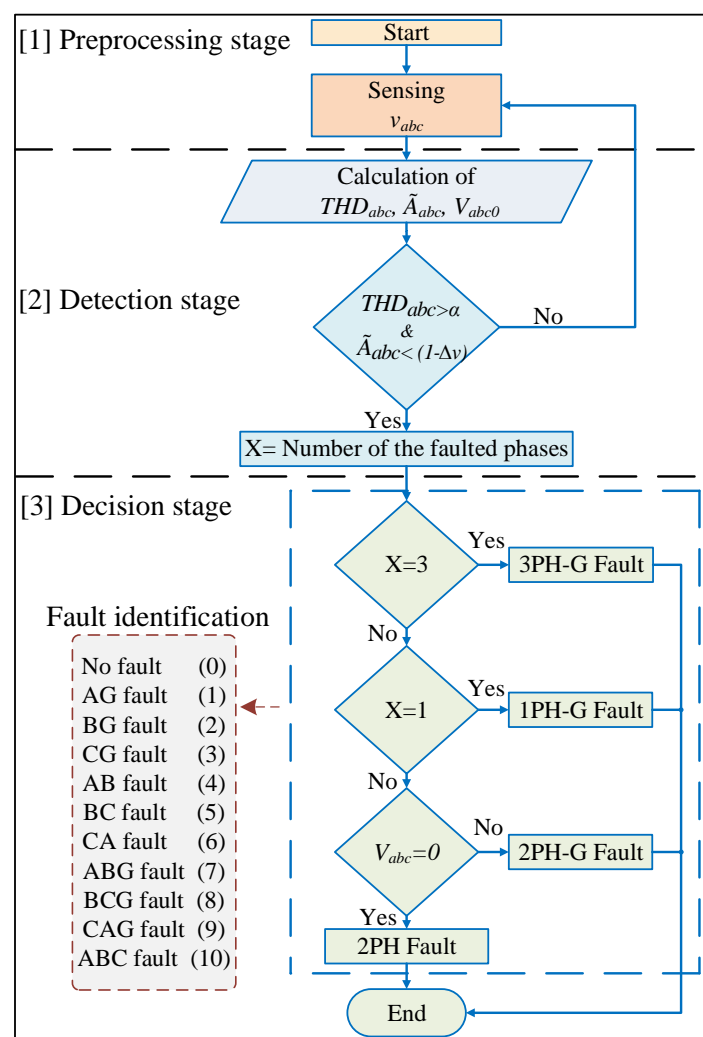 [1] Preprocessing stage
Start
Sensing
v_abc
Calculation of
THD_abc, Ã_abc, V_abc0
[2] Detection stage
THD_abc>α
&
Ã_abc<(1-Δv)
No
Yes
X= Number of the faulted phases
[3] Decision stage
X=3
Yes
3PH-G Fault
No
X=1
Yes
1PH-G Fault
No
V_abc=0
No
2PH-G Fault
Yes
2PH Fault
End
Fault identification
No fault (0)
AG fault (1)
BG fault (2)
CG fault (3)
AB fault (4)
BC fault (5)
CA fault (6)
ABG fault (7)
BCG fault (8)
CAG fault (9)
ABC fault (10)